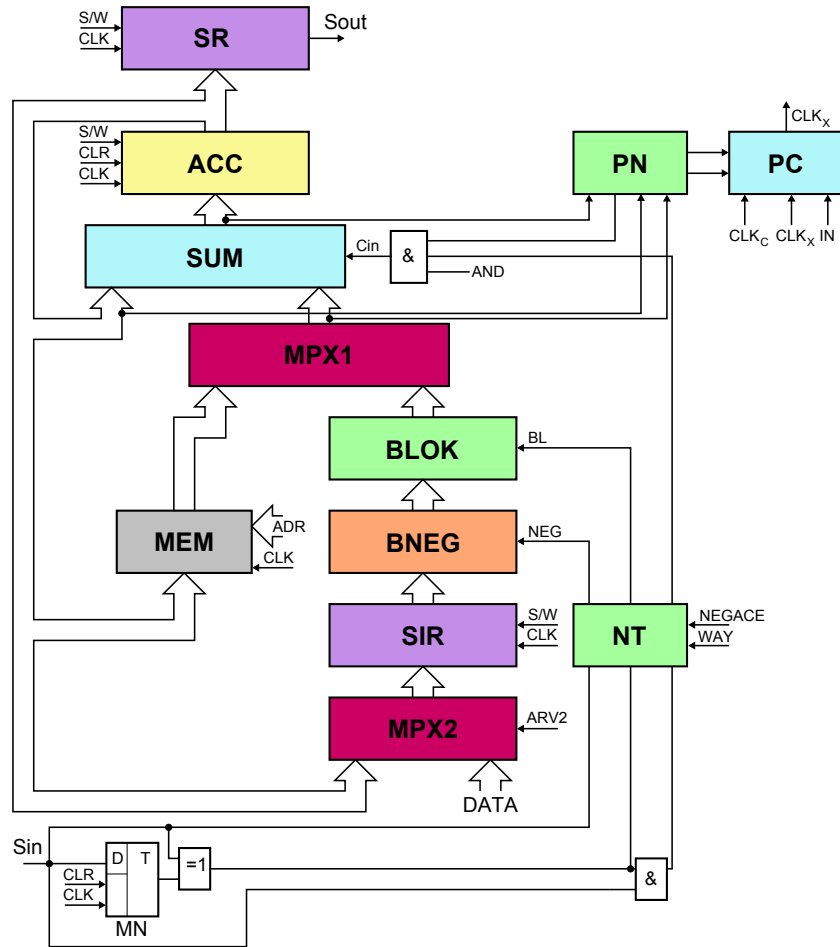 S/W
CLK
SR
Sout
CLKX
S/W
CLR
CLK
ACC
PN
PC
SUM
Cin
&
AND
CLKC
CLKX
IN
MPX1
BLOK
BL
MEM
ADR
CLK
BNEG
NEG
SIR
S/W
CLK
NT
NEGACE
WAY
MPX2
ARV2
DATA
Sin
D
T
=1
CLR
CLK
&
MN